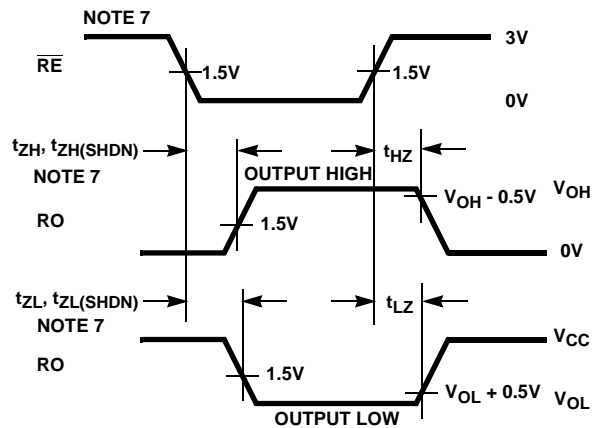 NOTE 7
RE
1.5V
1.5V
3V
0V
tZH, tZH(SHDN)
NOTE 7
OUTPUT HIGH
tHZ
RO
1.5V
VOH - 0.5V
VOH
0V
tZL, tZL(SHDN)
NOTE 7
tLZ
RO
1.5V
OUTPUT LOW
VCC
VOL + 0.5V
VOL